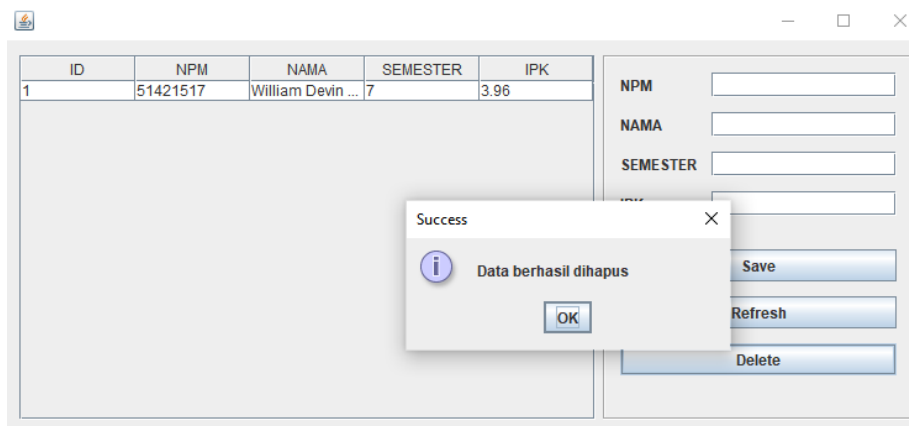 ID NPM NAMA SEMESTER IPK
1 51421517 William Devin ... 7 3.96
NPM
NAMA
SEMESTER
Success
Data berhasil dihapus
OK
Save
Refresh
Delete